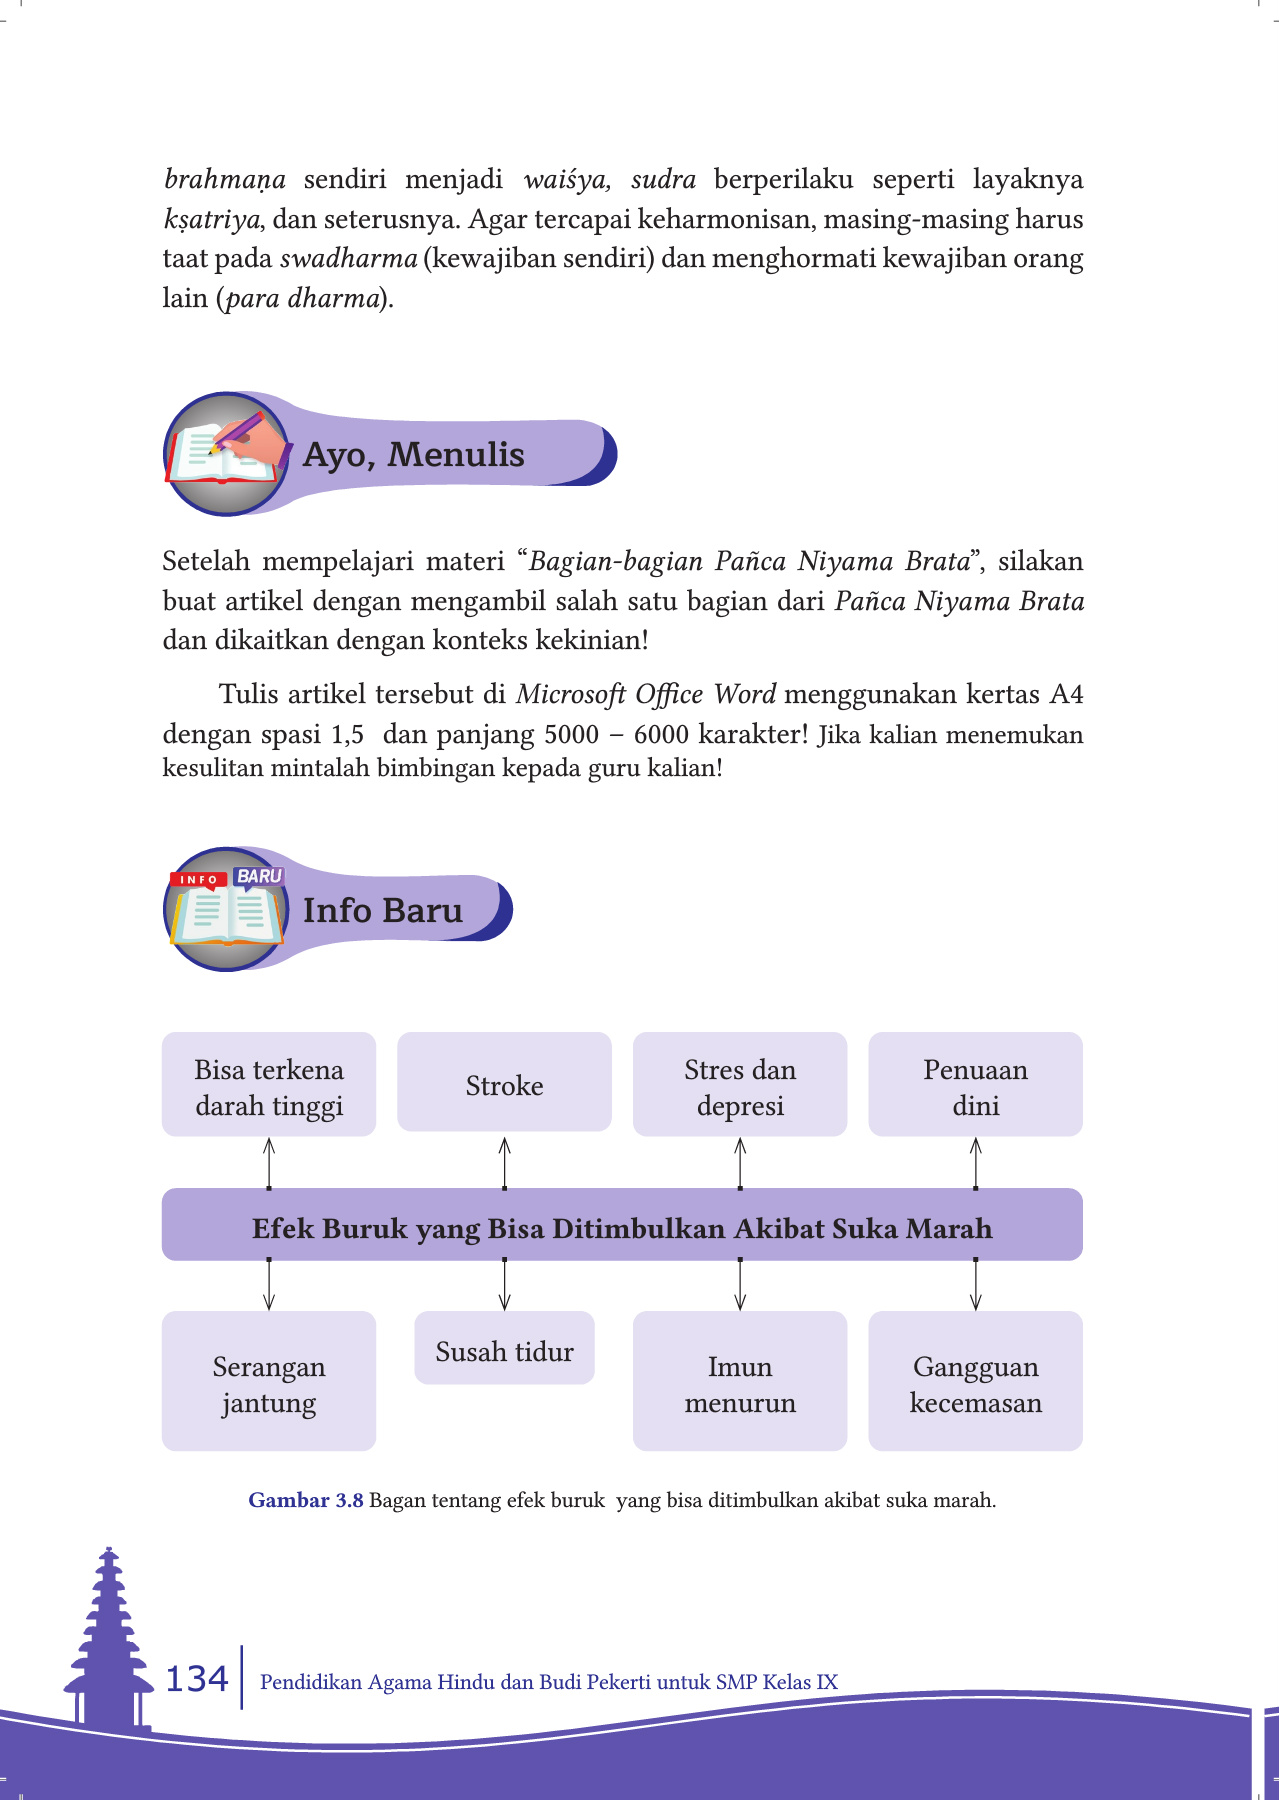 brahmaṇa sendiri menjadi waiśya, sudra berperilaku seperti layaknya
kṣatriya, dan seterusnya. Agar tercapai keharmonisan, masing-masing harus
taat pada swadharma (kewajiban sendiri) dan menghormati kewajiban orang
lain (para dharma).
Ayo, Menulis
Setelah mempelajari materi “Bagian-bagian Pañca Niyama Brata”, silakan
buat artikel dengan mengambil salah satu bagian dari Pañca Niyama Brata
dan dikaitkan dengan konteks kekinian!
Tulis artikel tersebut di Microsoft Office Word menggunakan kertas A4
dengan spasi 1,5 dan panjang 5000 – 6000 karakter! Jika kalian menemukan
kesulitan mintalah bimbingan kepada guru kalian!
INFO BARU
Info Baru
Bisa terkena
darah tinggi
Stroke
Stres dan
depresi
Penuaan
dini
Efek Buruk yang Bisa Ditimbulkan Akibat Suka Marah
Serangan
jantung
Susah tidur
Imun
menurun
Gangguan
kecemasan
Gambar 3.8 Bagan tentang efek buruk yang bisa ditimbulkan akibat suka marah.
134
Pendidikan Agama Hindu dan Budi Pekerti untuk SMP Kelas IX